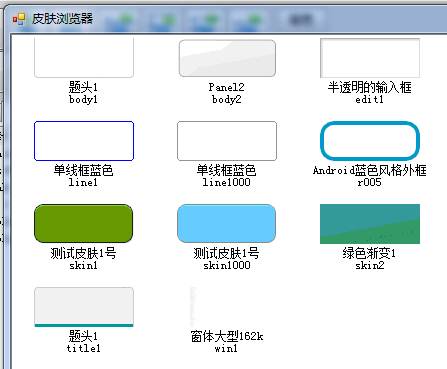 皮肤浏览器
题头1
body1
Panel2
body2
半透明的输入框
edit1
单线框蓝色
line1
单线框蓝色
line1000
Android蓝色风格外框
r005
测试皮肤1号
skin1
测试皮肤1号
skin1000
绿色渐变1
skin2
题头1
title1
窗体大型162k
win1